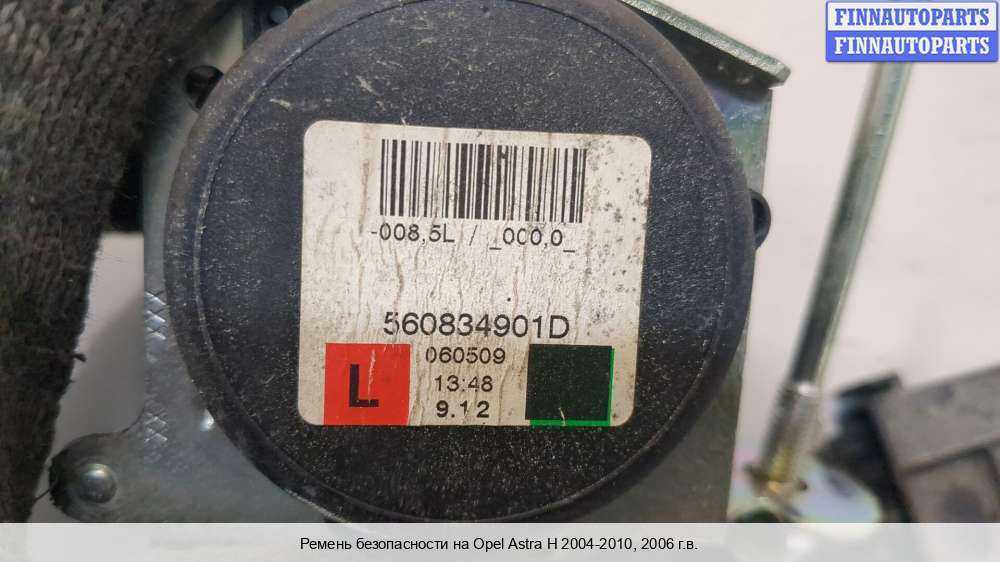 FINNAUTOPARTS
FINNAUTOPARTS
-008,5L / _000,0_
560834901D
060509
L
13:48
9.12
Ремень безопасности на Opel Astra H 2004-2010, 2006 г.в.